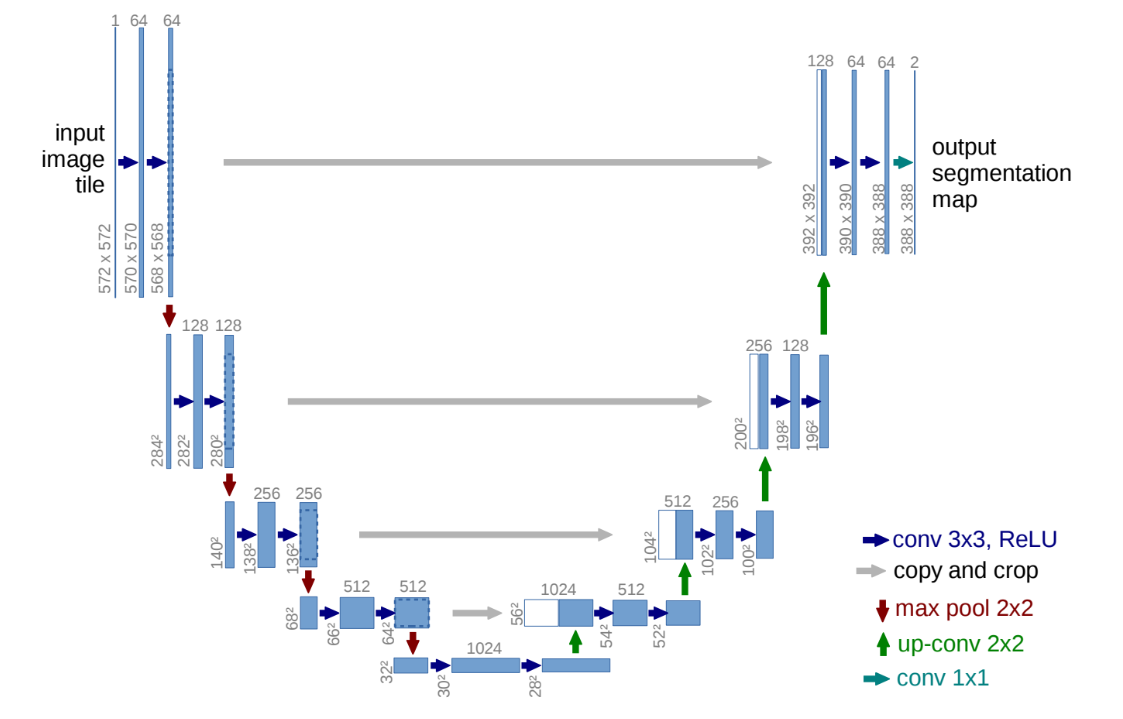 1 64 64
128 64 64 2
input
image
tile
output
segmentation
map
572 x 572
570 x 570
568 x 568
392 x 392
390 x 390
388 x 388
388 x 388
128 128
256 128
284²
282²
280²
200²
198²
196²
256 256
512 256
140²
138²
136²
104²
102²
100²
conv 3x3, ReLU
copy and crop
max pool 2x2
up-conv 2x2
conv 1x1
512 512
1024 512
68²
66²
64²
56²
54²
52²
1024
32²
30²
28²